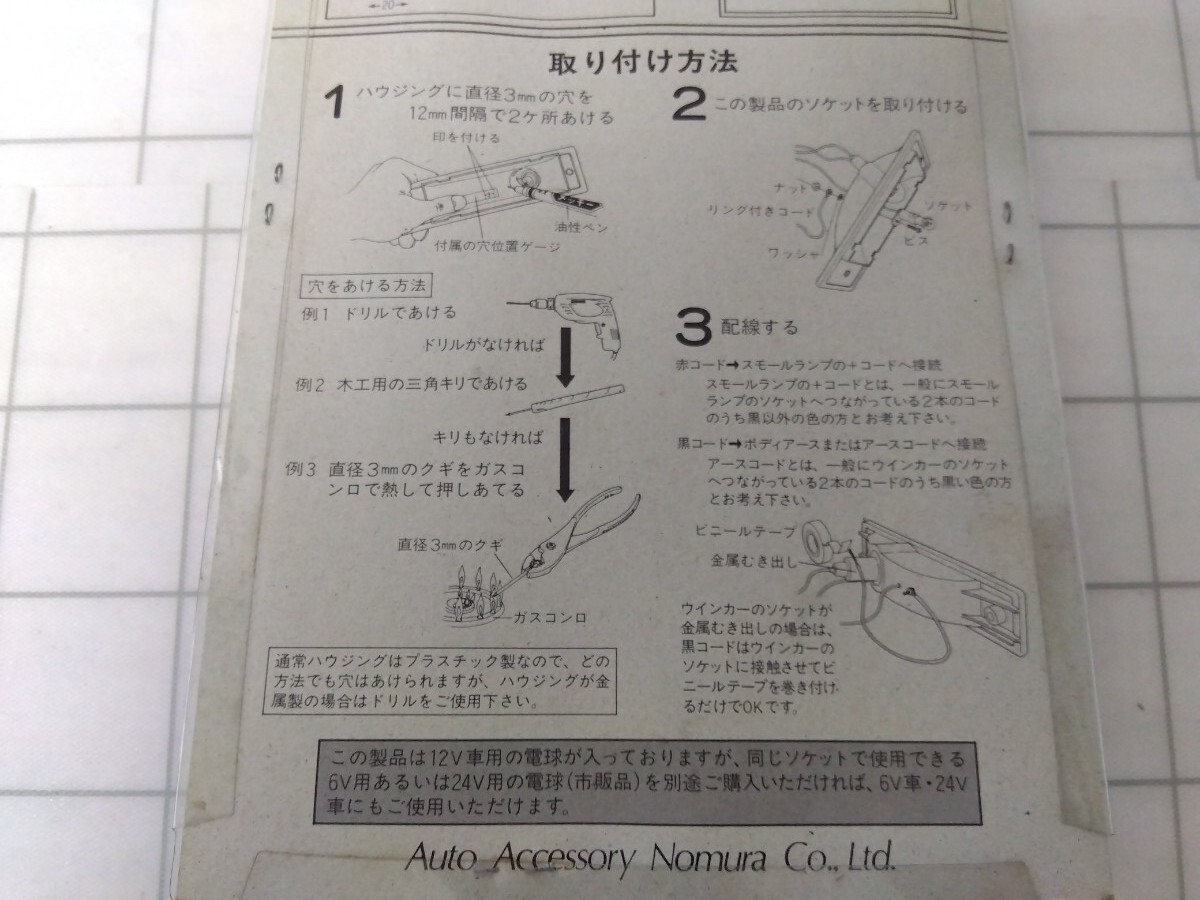 ←20→
取り付け方法
1 ハウジングに直径3mmの穴を
12mm間隔で2ケ所あける
印を付ける
油性ペン
付属の穴位置ゲージ
穴をあける方法
例1 ドリルであける
ドリルがなければ
例2 木工用の三角キリであける
キリもなければ
例3 直径3mmのクギをガスコ
ンロで熱して押しあてる
直径3mmのクギ
ガスコンロ
通常ハウジングはプラスチック製なので、どの
方法でも穴はあけられますが、ハウジングが金
属製の場合はドリルをご使用下さい。
2 この製品のソケットを取り付ける
ナット
リング付きコード
ワッシャ
ソケット
ビス
3 配線する
赤コード➡スモールランプの+コードへ接続
スモールランプの+コードとは、一般にスモール
ランプのソケットへつながっている2本のコード
のうち黒以外の色の方とお考え下さい。
黒コード➡ボディアースまたはアースコードへ接続
アースコードとは、一般にウインカーのソケット
へつながっている2本のコードのうち黒い色の方
とお考え下さい。
ビニールテープ
金属むき出し
ウインカーのソケットが
金属むき出しの場合は、
黒コードはウインカーの
ソケットに接触させてビ
ニールテープを巻き付け
るだけでOKです。
この製品は12V車用の電球が入っておりますが、同じソケットで使用できる
6V用あるいは24V用の電球(市販品)を別途ご購入いただければ、6V車・24V
車にもご使用いただけます。
Auto Accessory Nomura Co., Ltd.